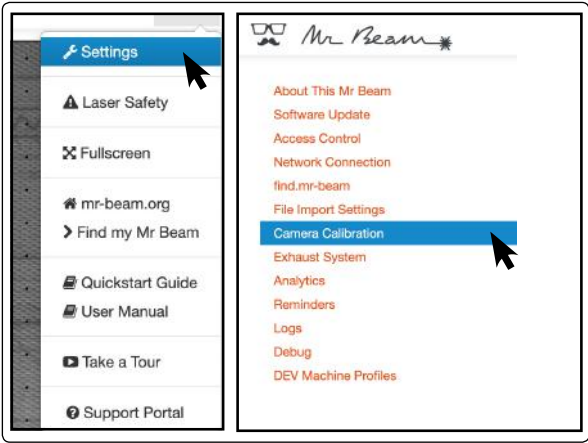 Settings
Laser Safety
Fullscreen
mr-beam.org
Find my Mr Beam
Quickstart Guide
User Manual
Take a Tour
Support Portal
Mr Beam
About This Mr Beam
Software Update
Access Control
Network Connection
find.mr-beam
File Import Settings
Camera Calibration
Exhaust System
Analytics
Reminders
Logs
Debug
DEV Machine Profiles